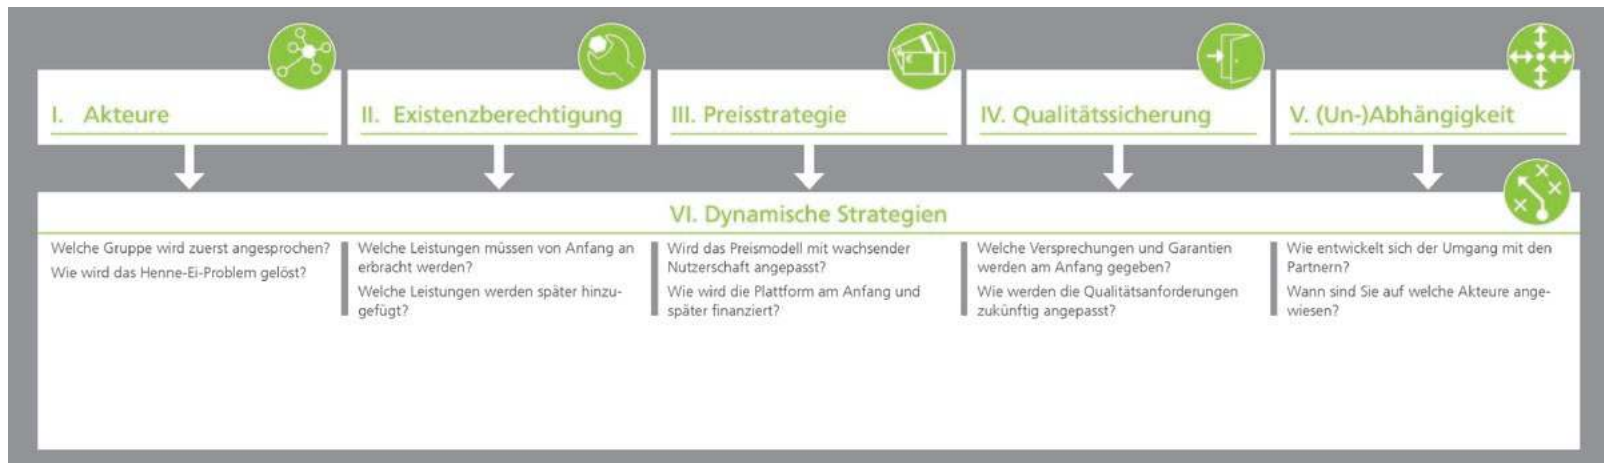 I. Akteure
II. Existenzberechtigung
III. Preisstrategie
IV. Qualitätssicherung
V. (Un-)Abhängigkeit
VI. Dynamische Strategien
Welche Gruppe wird zuerst angesprochen?
Wie wird das Henne-Ei-Problem gelöst?
Welche Leistungen müssen von Anfang an
erbracht werden?
Welche Leistungen werden später hinzu-
gefügt?
Wird das Preismodell mit wachsender
Nutzerschaft angepasst?
Wie wird die Plattform am Anfang und
später finanziert?
Welche Versprechungen und Garantien
werden am Anfang gegeben?
Wie werden die Qualitätsanforderungen
zukünftig angepasst?
Wie entwickelt sich der Umgang mit den
Partnern?
Wann sind Sie auf welche Akteure ange-
wiesen?